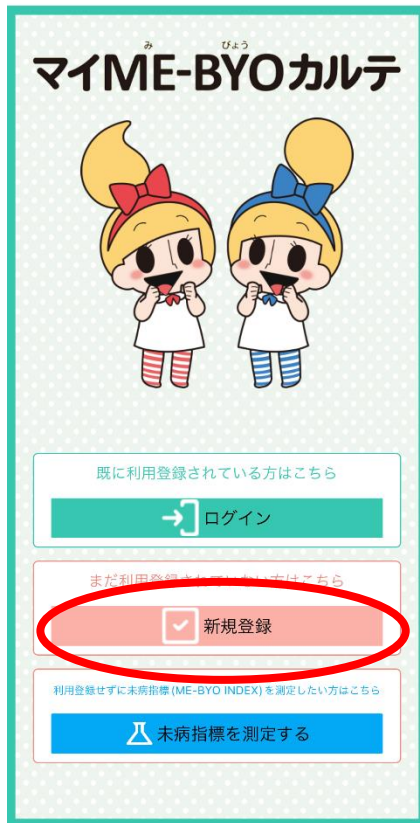 み びょう
マイME-BYOカルテ
既に利用登録されている方はこちら
ログイン
まだ利用登録されていない方はこちら
新規登録
利用登録せずに未病指標(ME-BYO INDEX)を測定したい方はこちら
未病指標を測定する